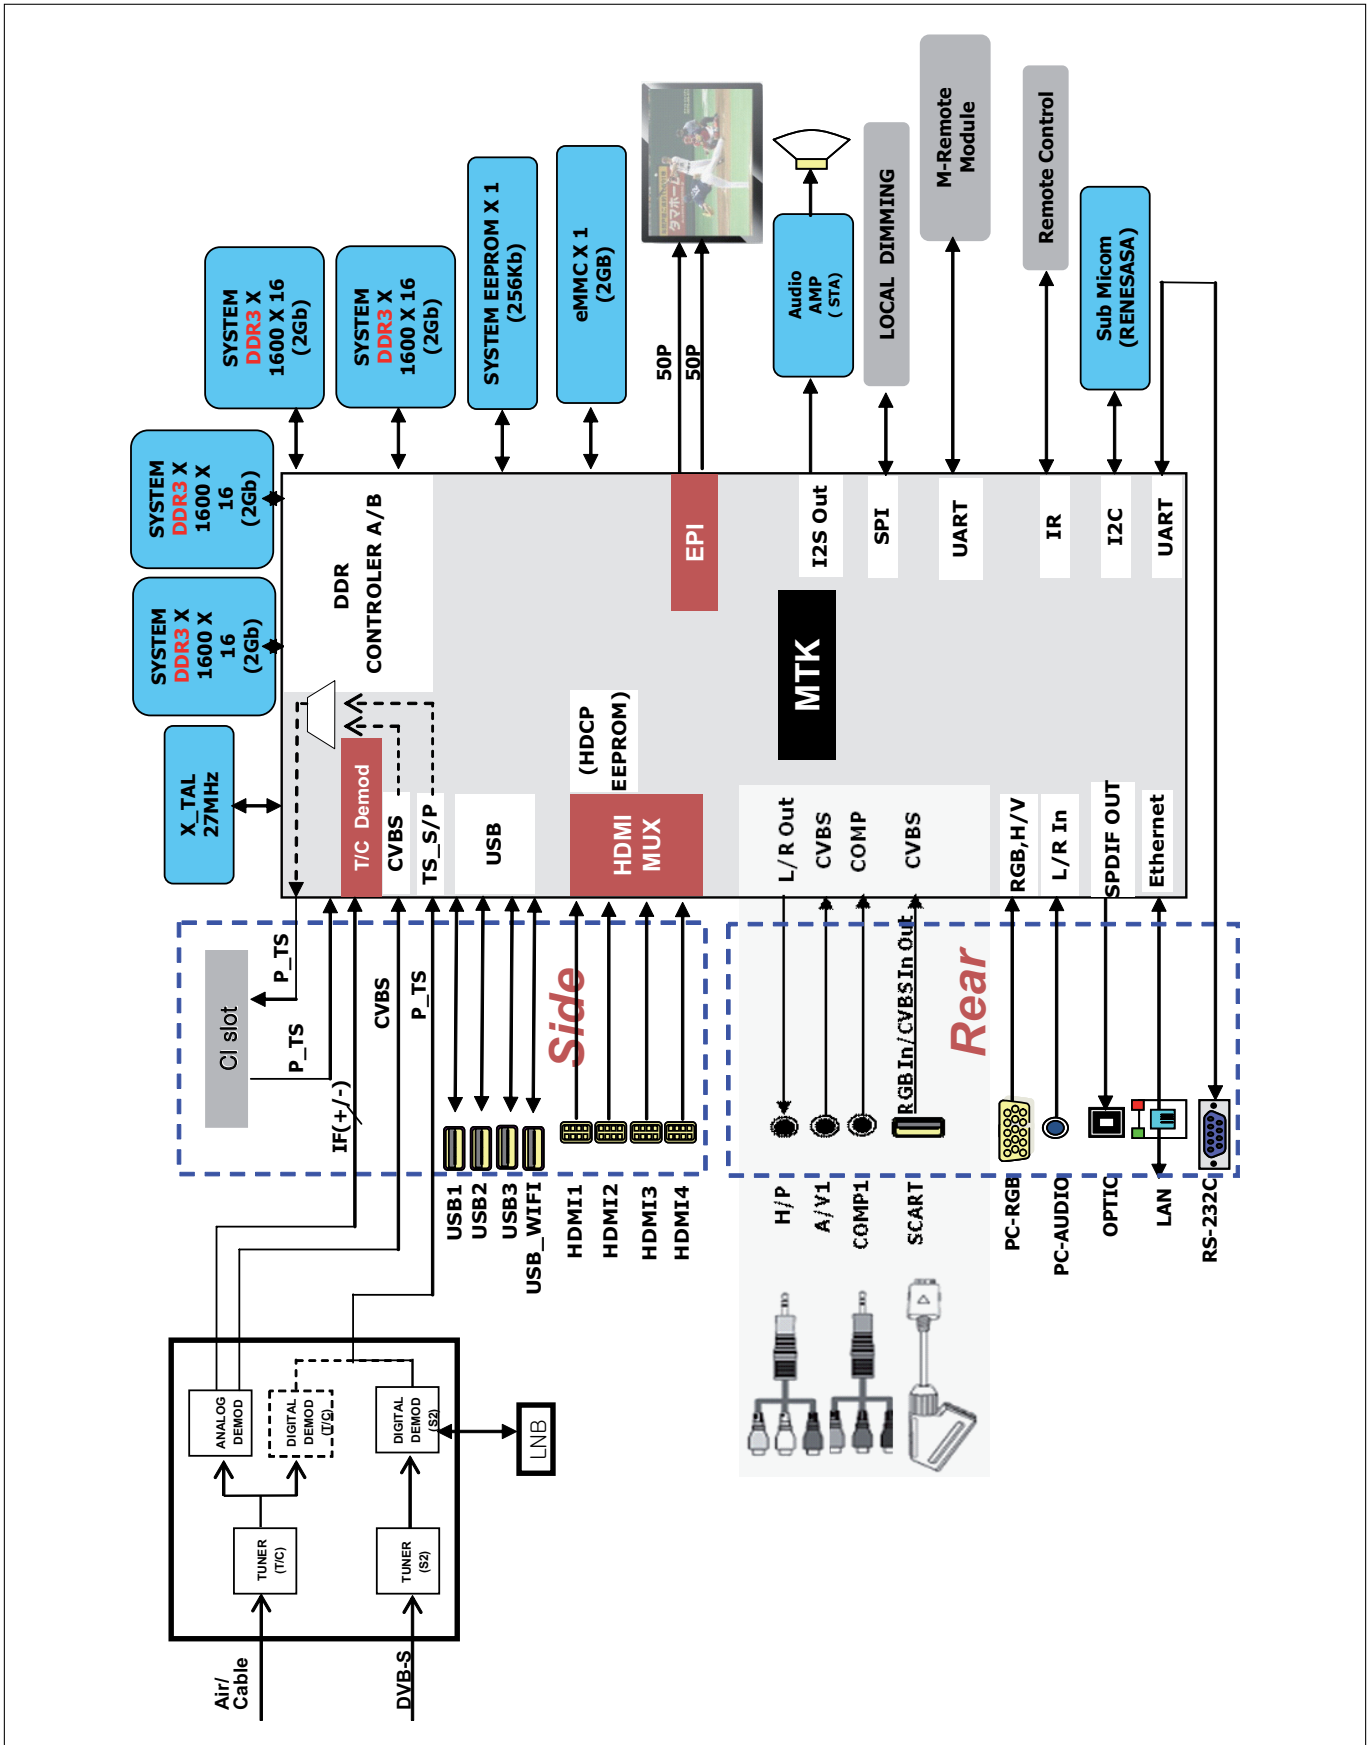 Air/
Cable
DVB-S
TUNER
(T/C)
TUNER
(S2)
ANALOG
DEMOD
DIGITAL
DEMOD
(T/C)
DIGITAL
DEMOD
(S2)
LNB
CI slot
P_TS
P_TS
IF(+/-)
CVBS
P_TS
USB1
USB2
USB3
USB_WIFI
HDMI1
HDMI2
HDMI3
HDMI4
Side
H/P
A/V1
COMP1
SCART
RGB In/CVBS In Out
Rear
PC-RGB
PC-AUDIO
OPTIC
LAN
RS-232C
X_TAL
27MHz
T/C Demod
CVBS
TS_S/P
USB
HDMI
MUX
(HDCP
EEPROM)
L/R Out
CVBS
COMP
CVBS
RGB,H/V
L/R In
SPDIF OUT
Ethernet
MTK
DDR
CONTROLER A/B
EPI
I2S Out
SPI
UART
IR
I2C
UART
SYSTEM
DDR3 X
1600 X
16
(2Gb)
SYSTEM
DDR3 X
1600 X
16
(2Gb)
SYSTEM
DDR3 X
1600 X 16
(2Gb)
SYSTEM
DDR3 X
1600 X 16
(2Gb)
SYSTEM EEPROM X 1
(256Kb)
eMMC X 1
(2GB)
50P
50P
タマホーム
Audio
AMP
( STA)
LOCAL DIMMING
M-Remote
Module
Remote Control
Sub Micom
(RENESASA)